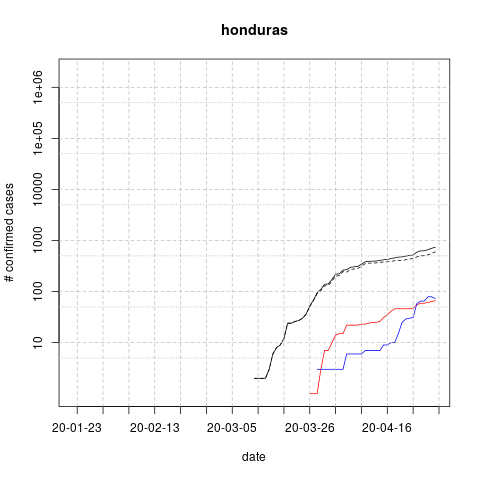 honduras
# confirmed cases
1e+06
1e+05
10000
1000
100
10
20-01-23
20-02-13
20-03-05
20-03-26
20-04-16
date